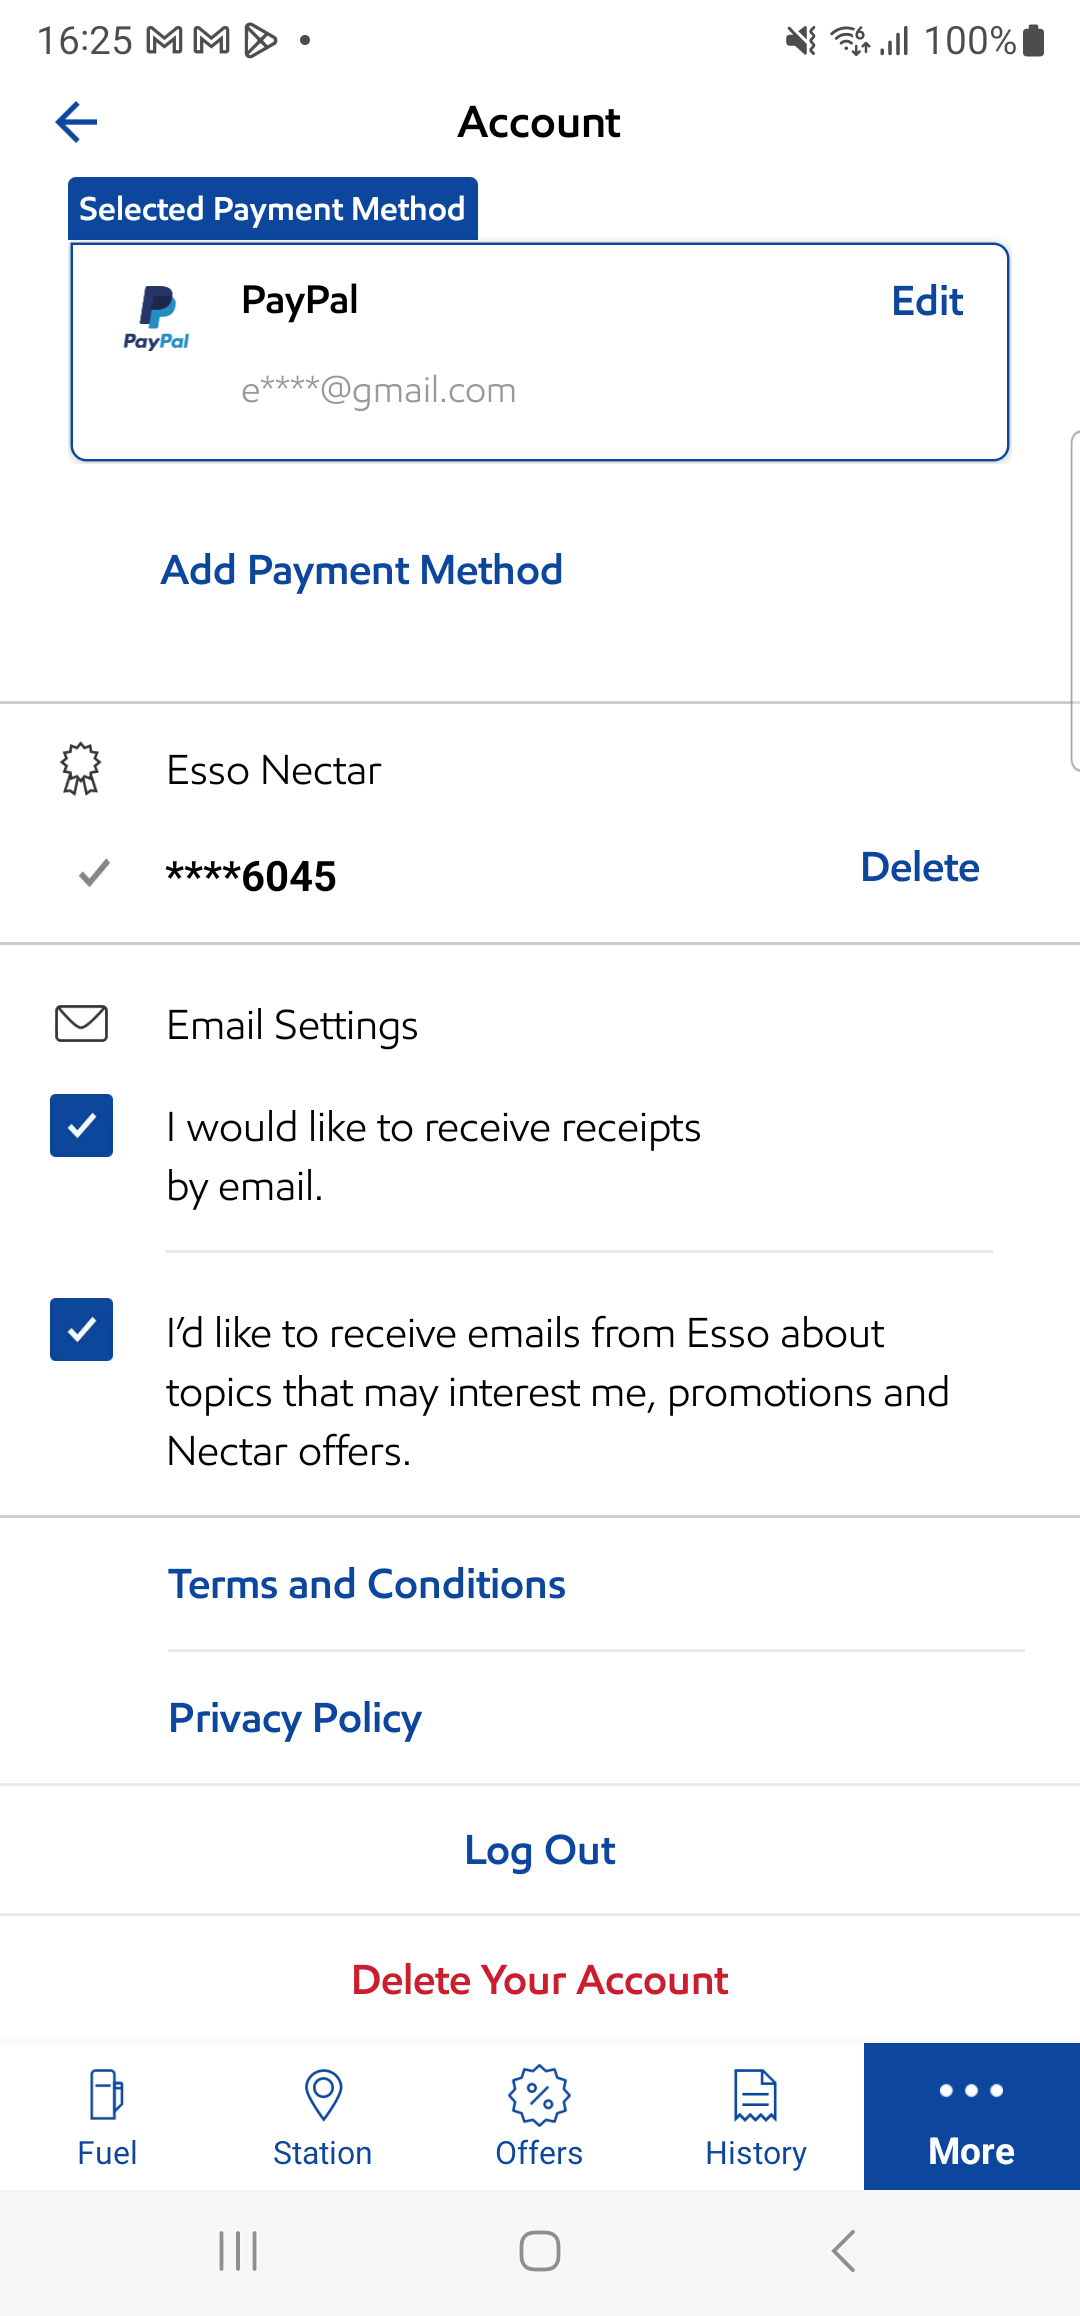 16:25
100%
Account
Selected Payment Method
PayPal
Edit
PayPal
e****@gmail.com
Add Payment Method
Esso Nectar
****6045
Delete
Email Settings
I would like to receive receipts
by email.
I'd like to receive emails from Esso about
topics that may interest me, promotions and
Nectar offers.
Terms and Conditions
Privacy Policy
Log Out
Delete Your Account
Fuel
Station
Offers
History
More